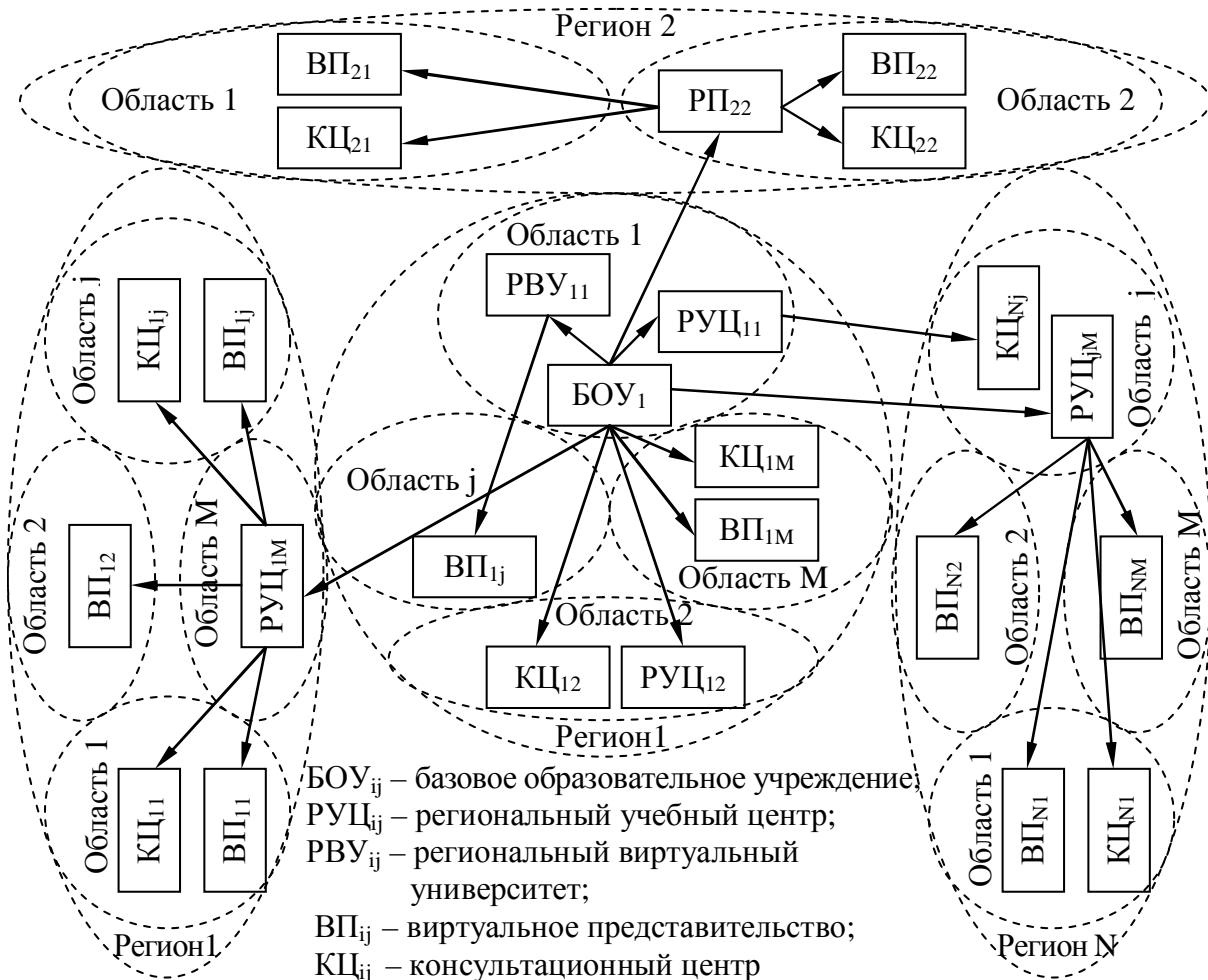 Регион 2
Область 1
ВП21
КЦ21
РП22
ВП22
КЦ22
Область 2
Область j
КЦ1j
ВП1j
Область 2
ВП12
Область M
РУЦ1M
Область 1
КЦ11
ВП11
Регион1
Область 1
РВУ11
РУЦ11
БОУ1
Область j
ВП1j
КЦ1M
ВП1M
Область M
Область 2
КЦ12
РУЦ12
Регион1
КЦNj
РУЦjM
Область j
ВПN2
Область 2
ВПNM
Область M
Область 1
ВПN1
КЦN1
Регион N
БОУij – базовое образовательное учреждение;
РУЦij – региональный учебный центр;
РВУij – региональный виртуальный
университет;
ВПij – виртуальное представительство;
КЦij – консультационный центр